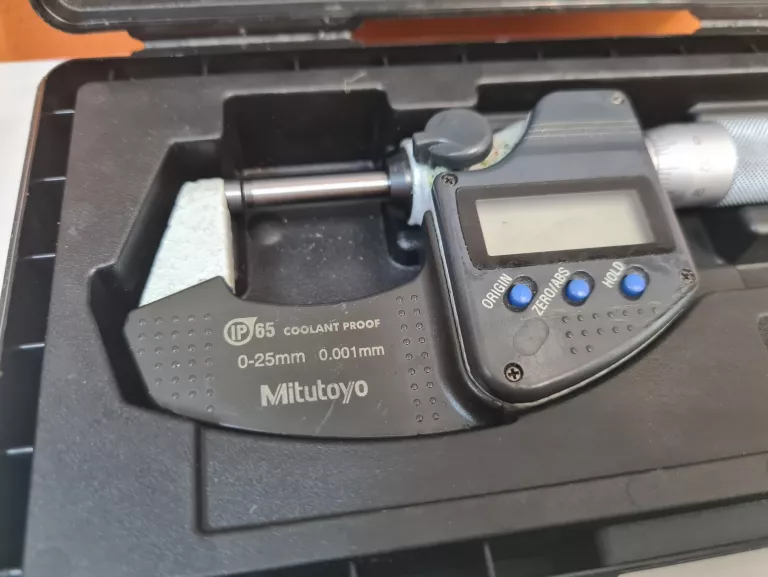 IP 65 COOLANT PROOF
0-25mm 0.001mm
Mitutoyo
ORIGIN
ZERO/ABS
HOLD